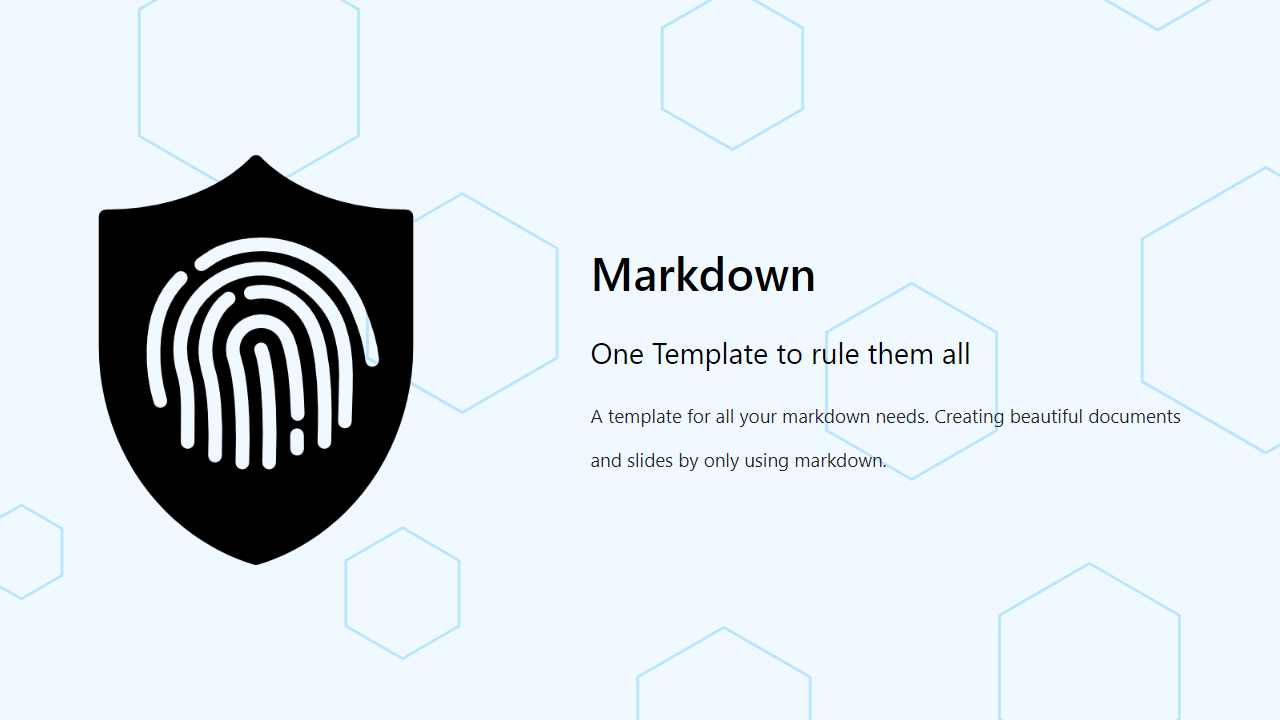 Markdown
One Template to rule them all
A template for all your markdown needs. Creating beautiful documents
and slides by only using markdown.